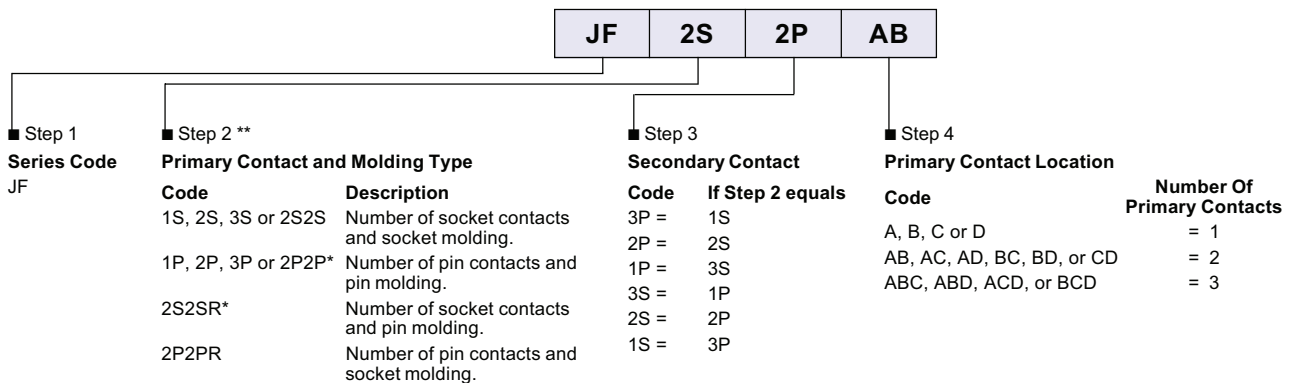 JF 2S 2P AB
■ Step 1
Series Code
JF
■ Step 2 **
Primary Contact and Molding Type
Code Description
1S, 2S, 3S or 2S2S Number of socket contacts
and socket molding.
1P, 2P, 3P or 2P2P* Number of pin contacts and
pin molding.
2S2SR* Number of socket contacts
and pin molding.
2P2PR Number of pin contacts and
socket molding.
■ Step 3
Secondary Contact
Code If Step 2 equals
3P = 1S
2P = 2S
1P = 3S
3S = 1P
2S = 2P
1S = 3P
■ Step 4
Primary Contact Location
Code Number Of
Primary Contacts
A, B, C or D = 1
AB, AC, AD, BC, BD, or CD = 2
ABC, ABD, ACD, or BCD = 3